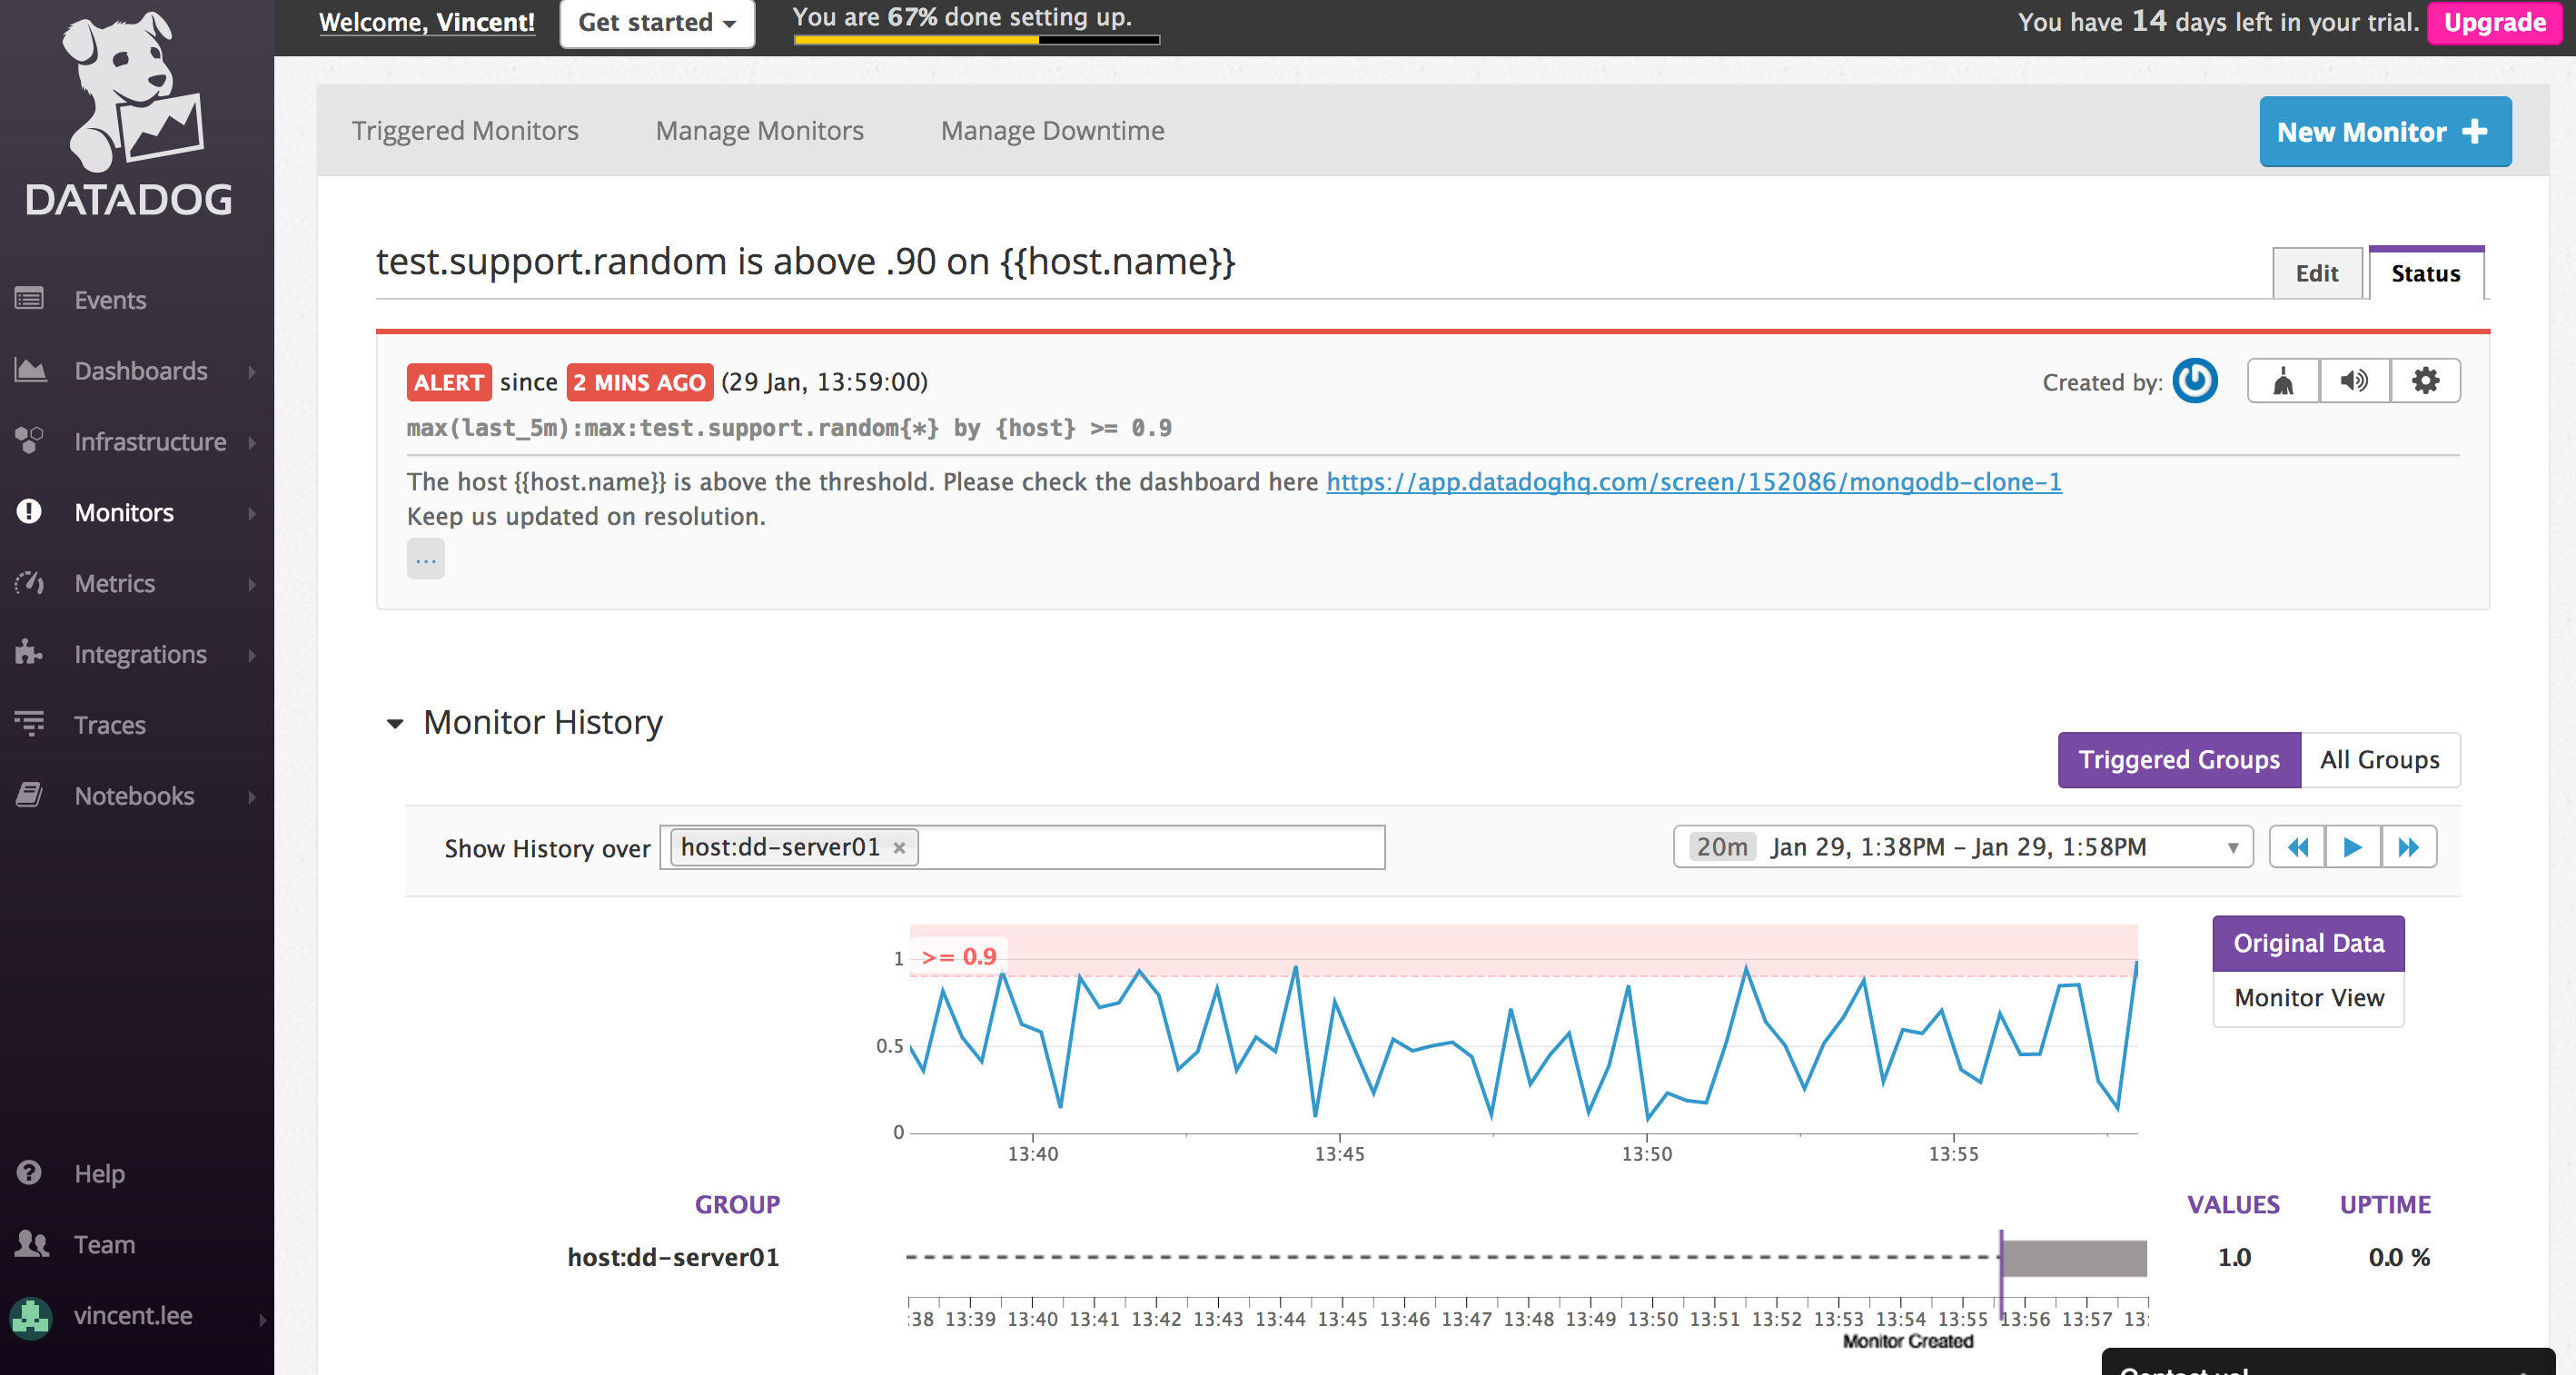 Welcome, Vincent!
Get started
You are 67% done setting up.
You have 14 days left in your trial.
Upgrade
DATADOG
Events
Dashboards
Infrastructure
Monitors
Metrics
Integrations
Traces
Notebooks
Help
Team
vincent.lee
Triggered Monitors
Manage Monitors
Manage Downtime
New Monitor +
test.support.random is above .90 on {{host.name}}
Edit
Status
ALERT since 2 MINS AGO (29 Jan, 13:59:00)
Created by:
max(last_5m):max:test.support.random{*} by {host} >= 0.9
The host {{host.name}} is above the threshold. Please check the dashboard here https://app.datadoghq.com/screen/152086/mongodb-clone-1
Keep us updated on resolution.
...
Monitor History
Triggered Groups
All Groups
Show History over
host:dd-server01 ×
20m Jan 29, 1:38PM – Jan 29, 1:58PM
>= 0.9
1
0.5
0
13:40 13:45 13:50 13:55
Original Data
Monitor View
GROUP
VALUES
UPTIME
host:dd-server01
1.0
0.0 %
:38 13:39 13:40 13:41 13:42 13:43 13:44 13:45 13:46 13:47 13:48 13:49 13:50 13:51 13:52 13:53 13:54 13:55 13:56 13:57 13:
Monitor Created